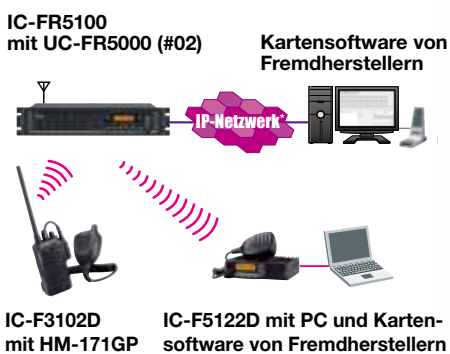 IC-FR5100
mit UC-FR5000 (#02)
Kartensoftware von
Fremdherstellern
IP-Netzwerk*
IC-F3102D
mit HM-171GP
IC-F5122D mit PC und Karten-
software von Fremdherstellern